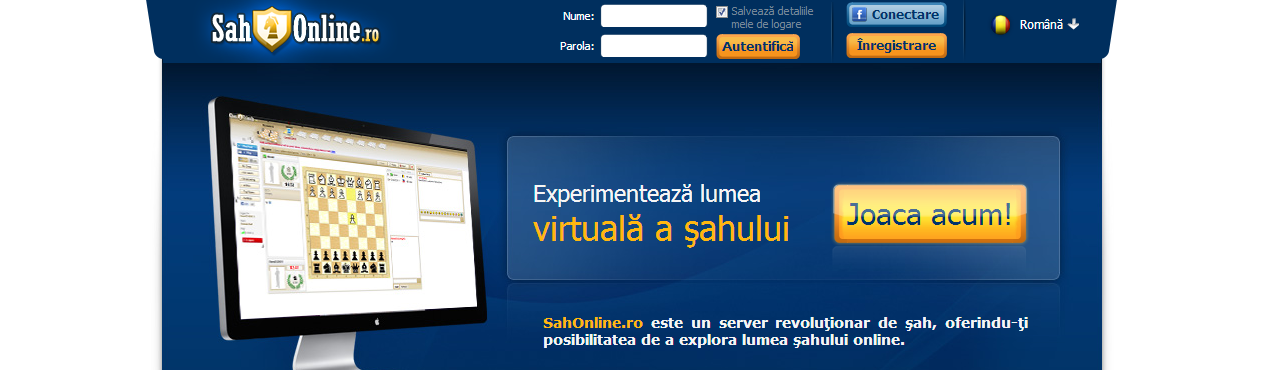 SahOnline.ro
Nume:
Salvează detaliile
mele de logare
Conectare
Română
Parola:
Autentifică
Înregistrare
Experimentează lumea
virtuală a şahului
Joaca acum!
SahOnline.ro este un server revoluţionar de şah, oferindu-ţi
posibilitatea de a explora lumea şahului online.